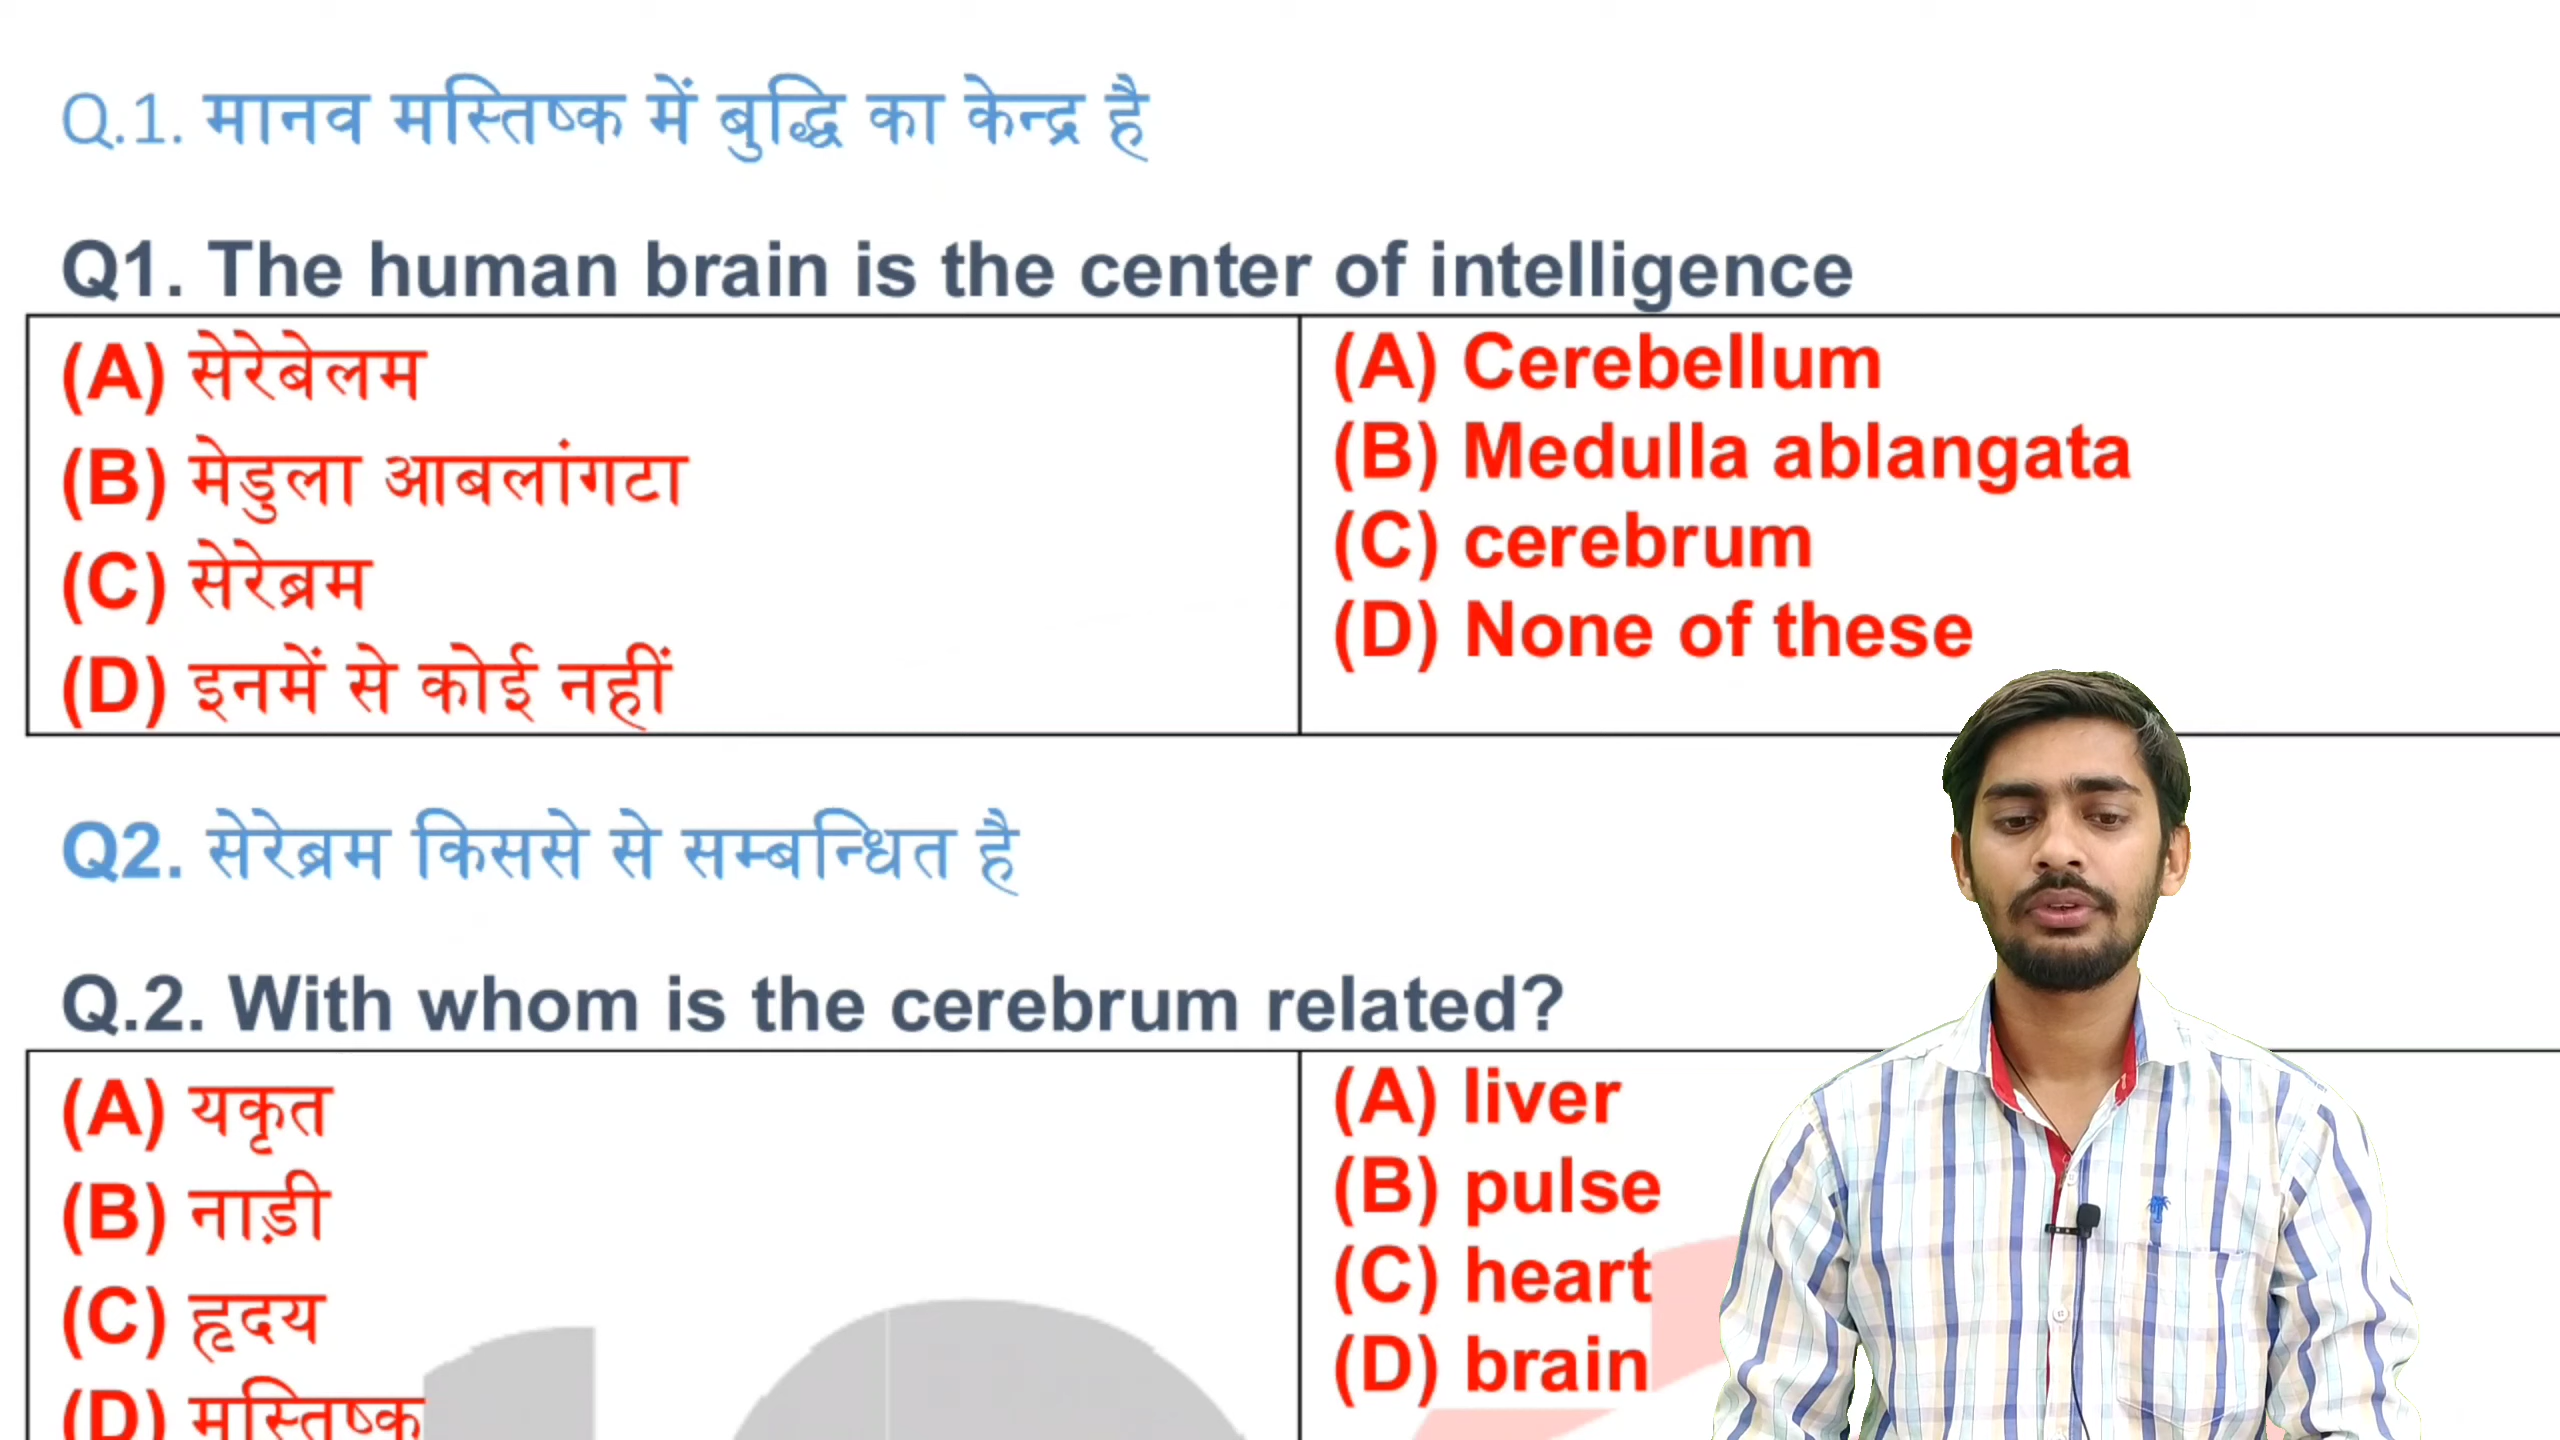 Q.1. मानव मस्तिष्क में बुद्धि का केन्द्र है
Q1. The human brain is the center of intelligence
(A) सेरेबेलम
(B) मेडुला आबलांगटा
(C) सेरेब्रम
(D) इनमें से कोई नहीं
(A) Cerebellum
(B) Medulla ablangata
(C) cerebrum
(D) None of these
Q2. सेरेब्रम किससे से सम्बन्धित है
Q.2. With whom is the cerebrum related?
(A) यकृत
(B) नाड़ी
(C) हृदय
(D) मस्तिष्क
(A) liver
(B) pulse
(C) heart
(D) brain